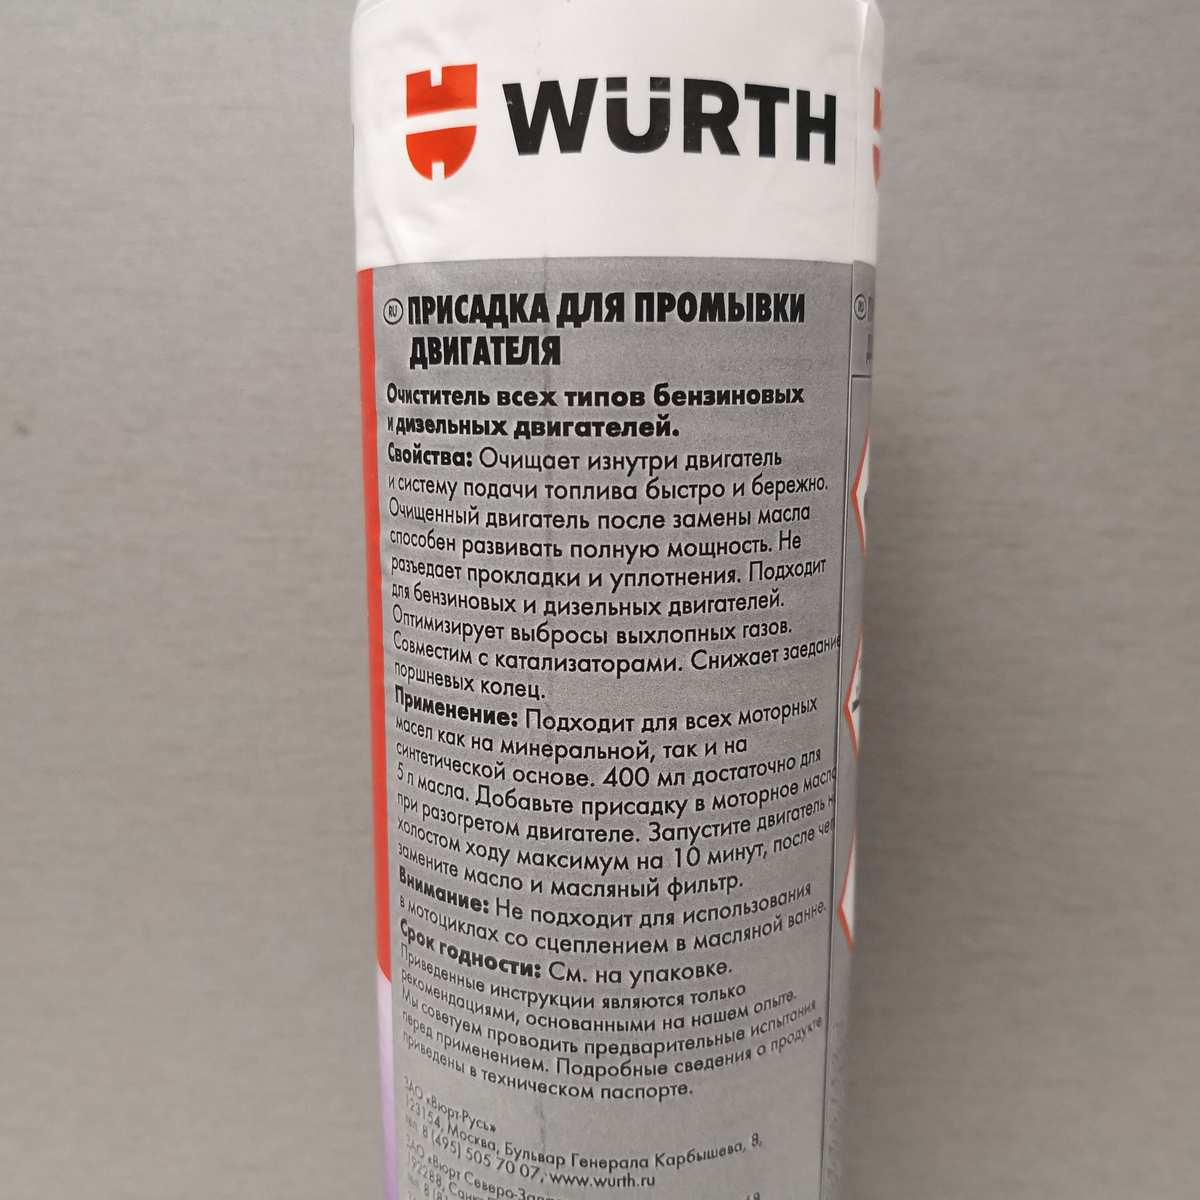 WÜRTH
RU ПРИСАДКА ДЛЯ ПРОМЫВКИ
ДВИГАТЕЛЯ
Очиститель всех типов бензиновых
и дизельных двигателей.
Свойства: Очищает изнутри двигатель
и систему подачи топлива быстро и бережно.
Очищенный двигатель после замены масла
способен развивать полную мощность. Не
разъедает прокладки и уплотнения. Подходит
для бензиновых и дизельных двигателей.
Оптимизирует выбросы выхлопных газов.
Совместим с катализаторами. Снижает заедание
поршневых колец.
Применение: Подходит для всех моторных
масел как на минеральной, так и на
синтетической основе. 400 мл достаточно для
5 л масла. Добавьте присадку в моторное масло
при разогретом двигателе. Запустите двигатель
холостом ходу максимум на 10 минут, после
замените масло и масляный фильтр.
Внимание: Не подходит для использования
в мотоциклах со сцеплением в масляной ванне.
Срок годности: См. на упаковке.
Приведенные инструкции являются только
рекомендациями, основанными на нашем опыте.
Мы советуем проводить предварительные испытания
перед применением. Подробные сведения о продукте
приведены в техническом паспорте.
ЗАО «Вюрт-Русь»
123154, Москва, Бульвар Генерала Карбышева, 8,
тел. 8 (495) 505 70 07, www.wurth.ru
ЗАО «Вюрт Северо-Запад
192288, Санкт-